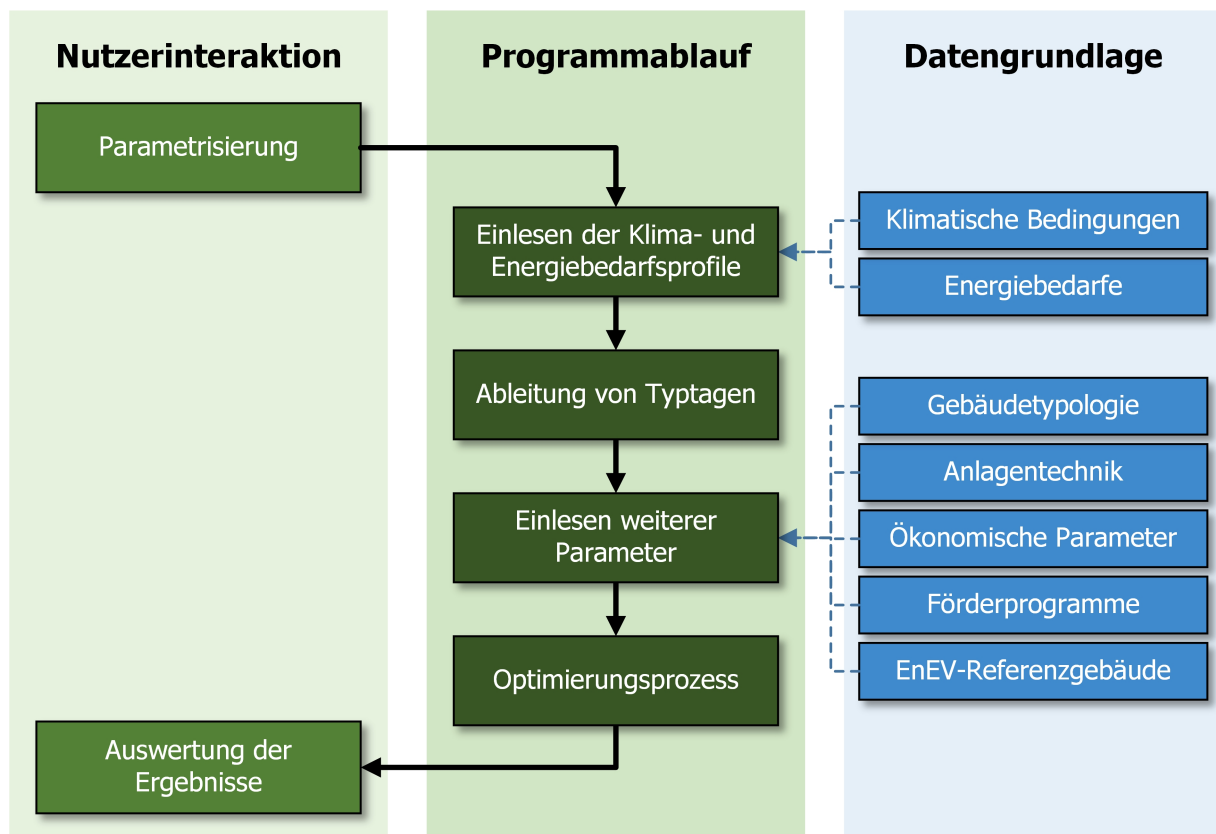 Nutzerinteraktion
Parametrisierung
Auswertung der
Ergebnisse
Programmablauf
Einlesen der Klima- und
Energiebedarfsprofile
Ableitung von Typtagen
Einlesen weiterer
Parameter
Optimierungsprozess
Datengrundlage
Klimatische Bedingungen
Energiebedarfe
Gebäudetypologie
Anlagentechnik
Ökonomische Parameter
Förderprogramme
EnEV-Referenzgebäude